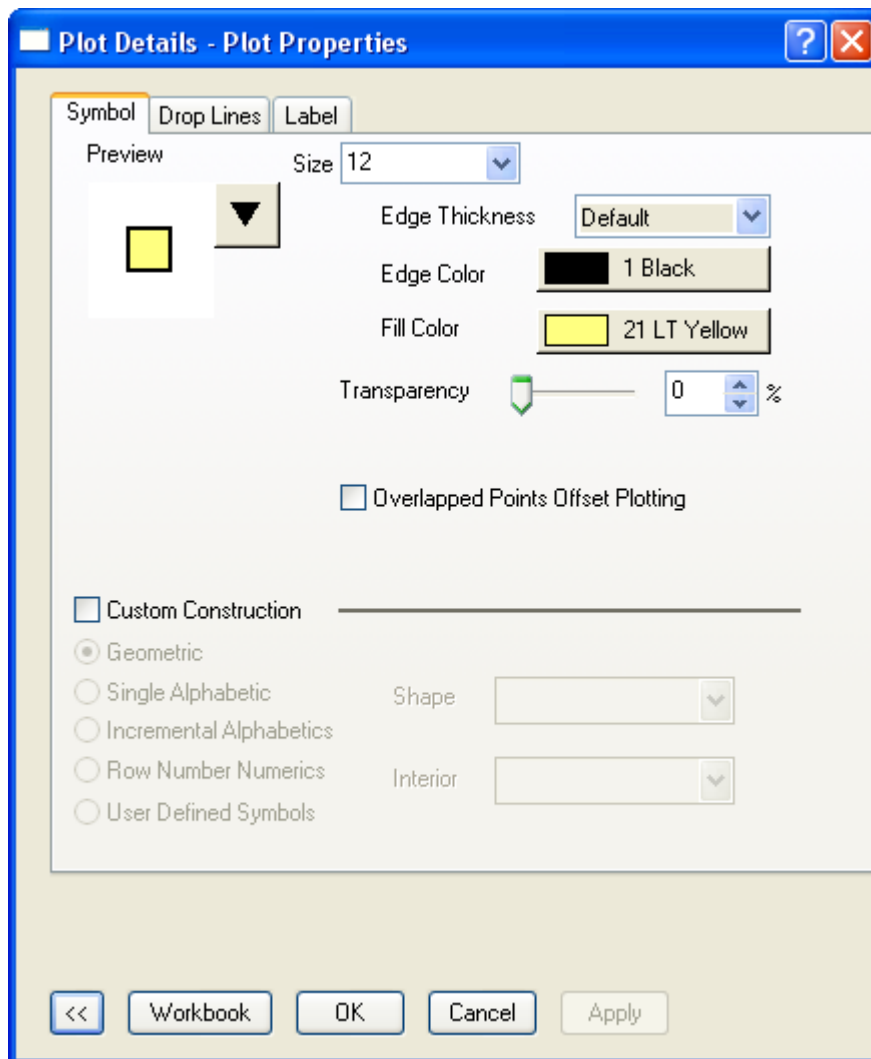 Plot Details - Plot Properties
Symbol Drop Lines Label
Preview
Size 12
Edge Thickness Default
Edge Color 1 Black
Fill Color 21 LT Yellow
Transparency 0 %
Overlapped Points Offset Plotting
Custom Construction
Geometric
Single Alphabetic
Shape
Incremental Alphabetics
Row Number Numerics
Interior
User Defined Symbols
<< Workbook OK Cancel Apply